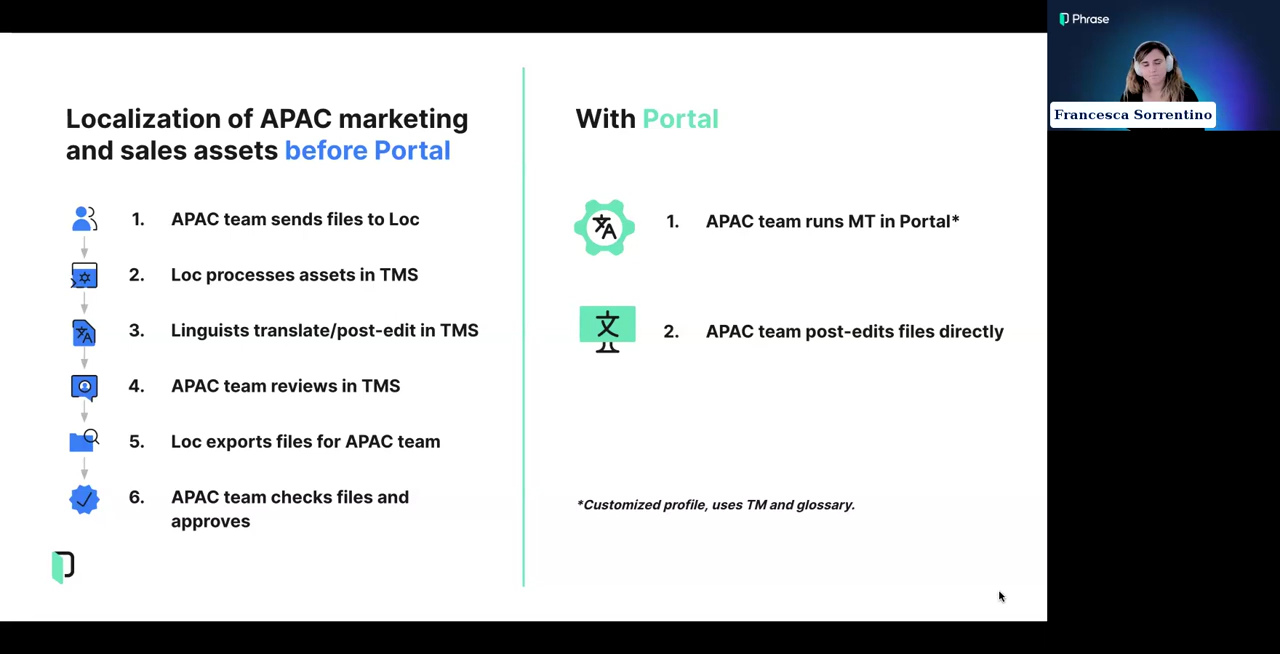 Localization of APAC marketing
and sales assets before Portal
1. APAC team sends files to Loc
2. Loc processes assets in TMS
3. Linguists translate/post-edit in TMS
4. APAC team reviews in TMS
5. Loc exports files for APAC team
6. APAC team checks files and
approves
With Portal
1. APAC team runs MT in Portal*
文
2. APAC team post-edits files directly
*Customized profile, uses TM and glossary.
Phrase
Francesca Sorrentino